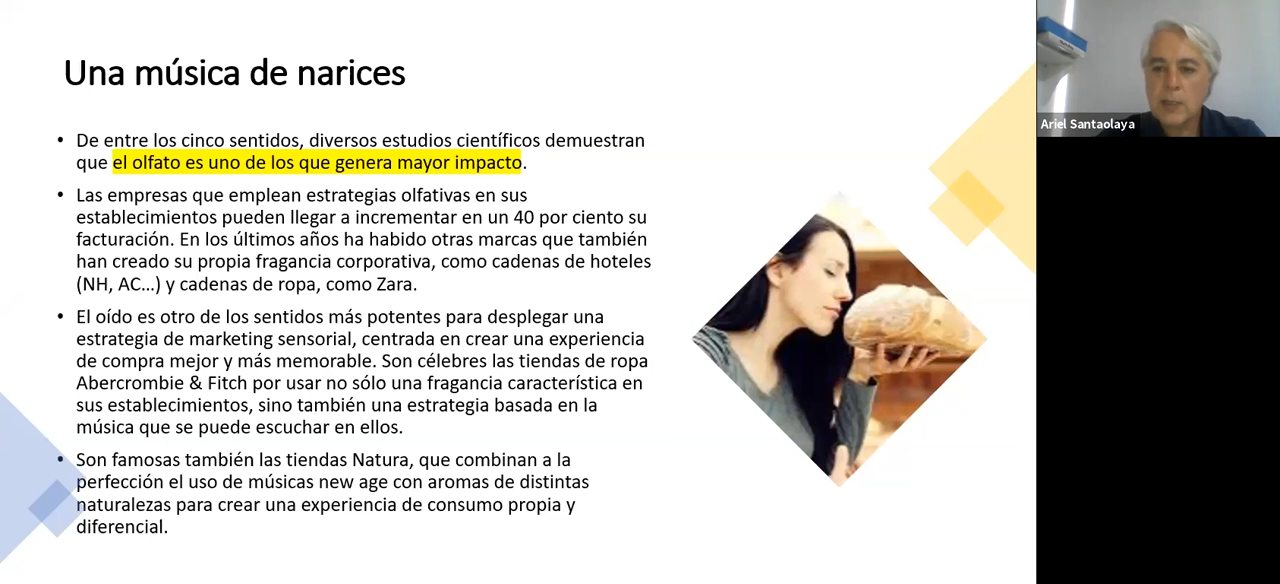 Una música de narices
• De entre los cinco sentidos, diversos estudios científicos demuestran
que el olfato es uno de los que genera mayor impacto.
• Las empresas que emplean estrategias olfativas en sus
establecimientos pueden llegar a incrementar en un 40 por ciento su
facturación. En los últimos años ha habido otras marcas que también
han creado su propia fragancia corporativa, como cadenas de hoteles
(NH, AC...) y cadenas de ropa, como Zara.
• El oído es otro de los sentidos más potentes para desplegar una
estrategia de marketing sensorial, centrada en crear una experiencia
de compra mejor y más memorable. Son célebres las tiendas de ropa
Abercrombie & Fitch por usar no sólo una fragancia característica en
sus establecimientos, sino también una estrategia basada en la
música que se puede escuchar en ellos.
• Son famosas también las tiendas Natura, que combinan a la
perfección el uso de músicas new age con aromas de distintas
naturalezas para crear una experiencia de consumo propia y
diferencial.
Ariel Santaolaya